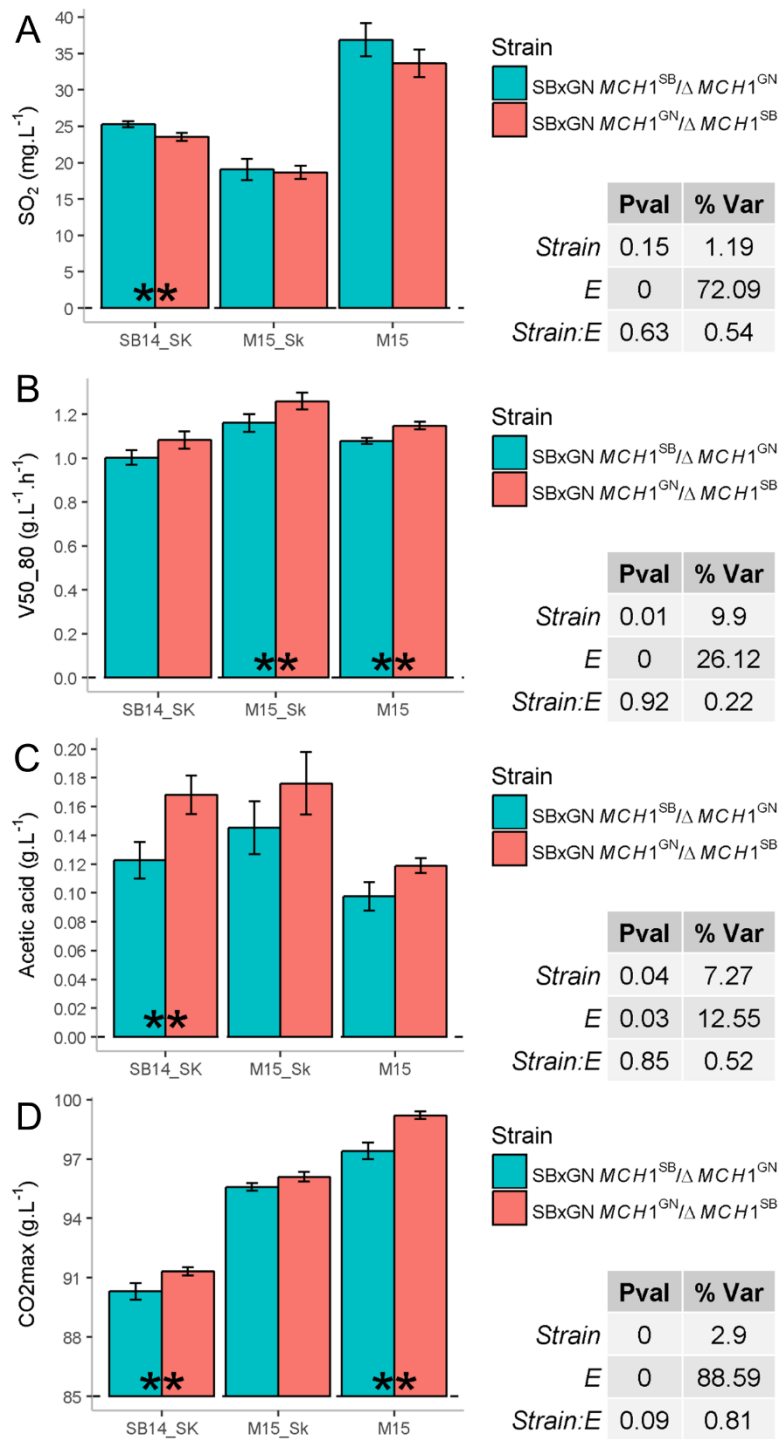 A
SO₂ (mg.L⁻¹)
40
35
30
25
20
15
10
5
0
**
SB14_SK M15_Sk M15
Strain
SBxGN MCH1ˢᴮ/Δ MCH1ᴳᴺ
SBxGN MCH1ᴳᴺ/Δ MCH1ˢᴮ
Pval % Var
Strain 0.15 1.19
E 0 72.09
Strain:E 0.63 0.54
B
V50_80 (g.L⁻¹.h⁻¹)
1.2
1.0
0.8
0.6
0.4
0.2
0.0
** **
SB14_SK M15_Sk M15
Strain
SBxGN MCH1ˢᴮ/Δ MCH1ᴳᴺ
SBxGN MCH1ᴳᴺ/Δ MCH1ˢᴮ
Pval % Var
Strain 0.01 9.9
E 0 26.12
Strain:E 0.92 0.22
C
Acetic acid (g.L⁻¹)
0.20
0.18
0.16
0.14
0.12
0.10
0.08
0.06
0.04
0.02
0.00
**
SB14_SK M15_Sk M15
Strain
SBxGN MCH1ˢᴮ/Δ MCH1ᴳᴺ
SBxGN MCH1ᴳᴺ/Δ MCH1ˢᴮ
Pval % Var
Strain 0.04 7.27
E 0.03 12.55
Strain:E 0.85 0.52
D
CO2max (g.L⁻¹)
100
97
94
91
88
85
** **
SB14_SK M15_Sk M15
Strain
SBxGN MCH1ˢᴮ/Δ MCH1ᴳᴺ
SBxGN MCH1ᴳᴺ/Δ MCH1ˢᴮ
Pval % Var
Strain 0 2.9
E 0 88.59
Strain:E 0.09 0.81